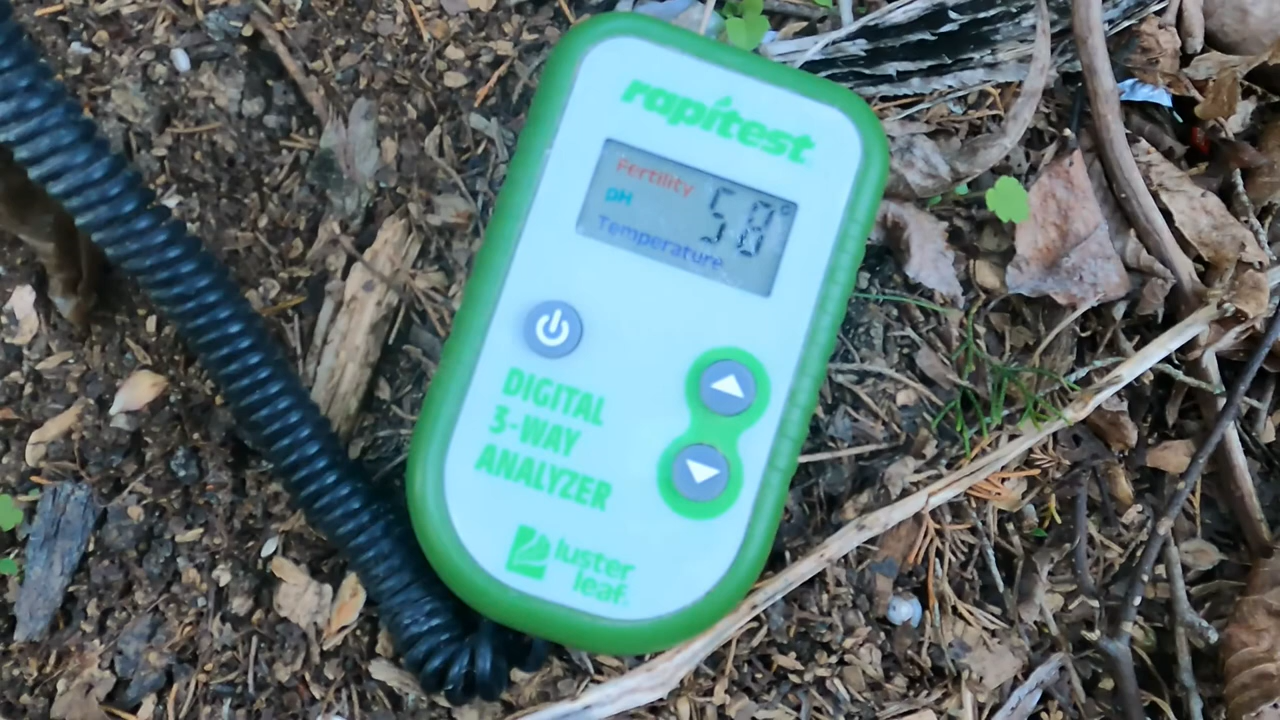 rapitest
Fertility
pH
58°
Temperature
DIGITAL
3-WAY
ANALYZER
luster
leaf